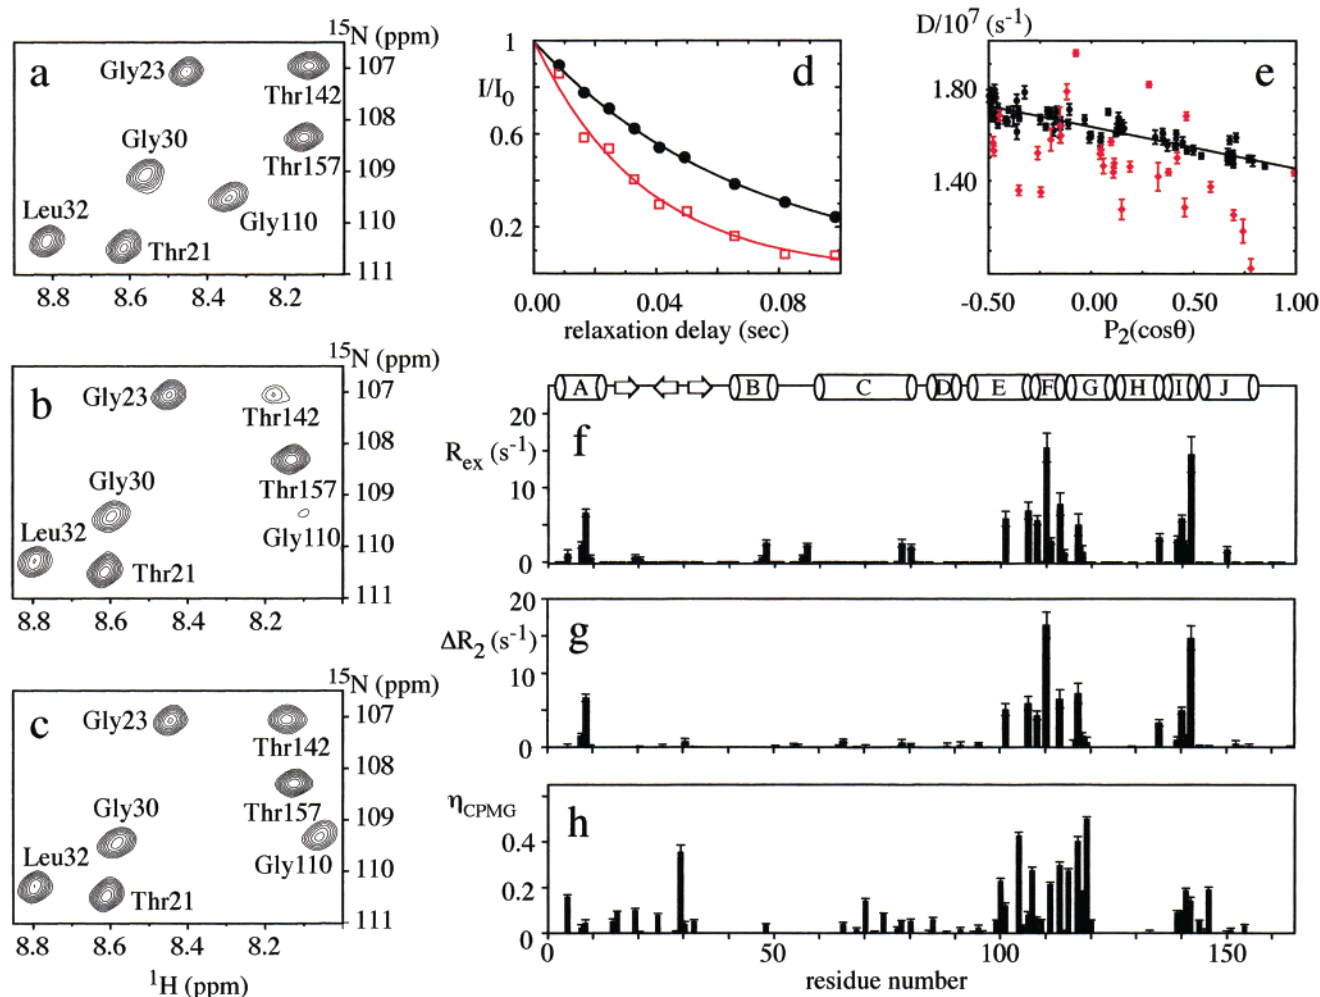 a
¹⁵N (ppm)
Gly23
Thr142
Gly30
Thr157
Leu32
Gly110
Thr21
107
108
109
110
111
8.8 8.6 8.4 8.2
b
¹⁵N (ppm)
Gly23
Thr142
Gly30
Thr157
Leu32
Gly110
Thr21
107
108
109
110
111
8.8 8.6 8.4 8.2
c
¹⁵N (ppm)
Gly23
Thr142
Gly30
Thr157
Leu32
Gly110
Thr21
107
108
109
110
111
8.8 8.6 8.4 8.2
¹H (ppm)
d
1
I/I₀
0.6
0.2
0.00 0.04 0.08
relaxation delay (sec)
D/10⁷ (s⁻¹)
e
1.80
1.40
-0.50 0.00 0.50 1.00
P₂(cosθ)
A B C D E F G H I J
f
20
Rₑₓ (s⁻¹)
10
0
g
20
ΔR₂ (s⁻¹)
10
0
h
ηCPMG
0.4
0.2
0
0 50 100 150
residue number